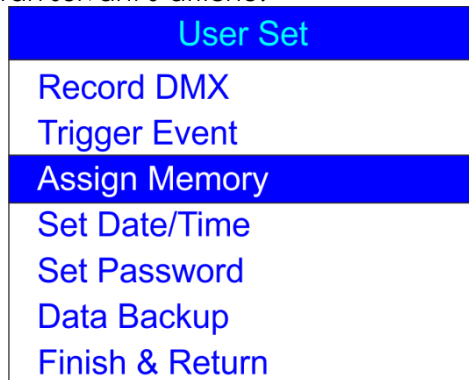 User Set
Record DMX
Trigger Event
Assign Memory
Set Date/Time
Set Password
Data Backup
Finish & Return